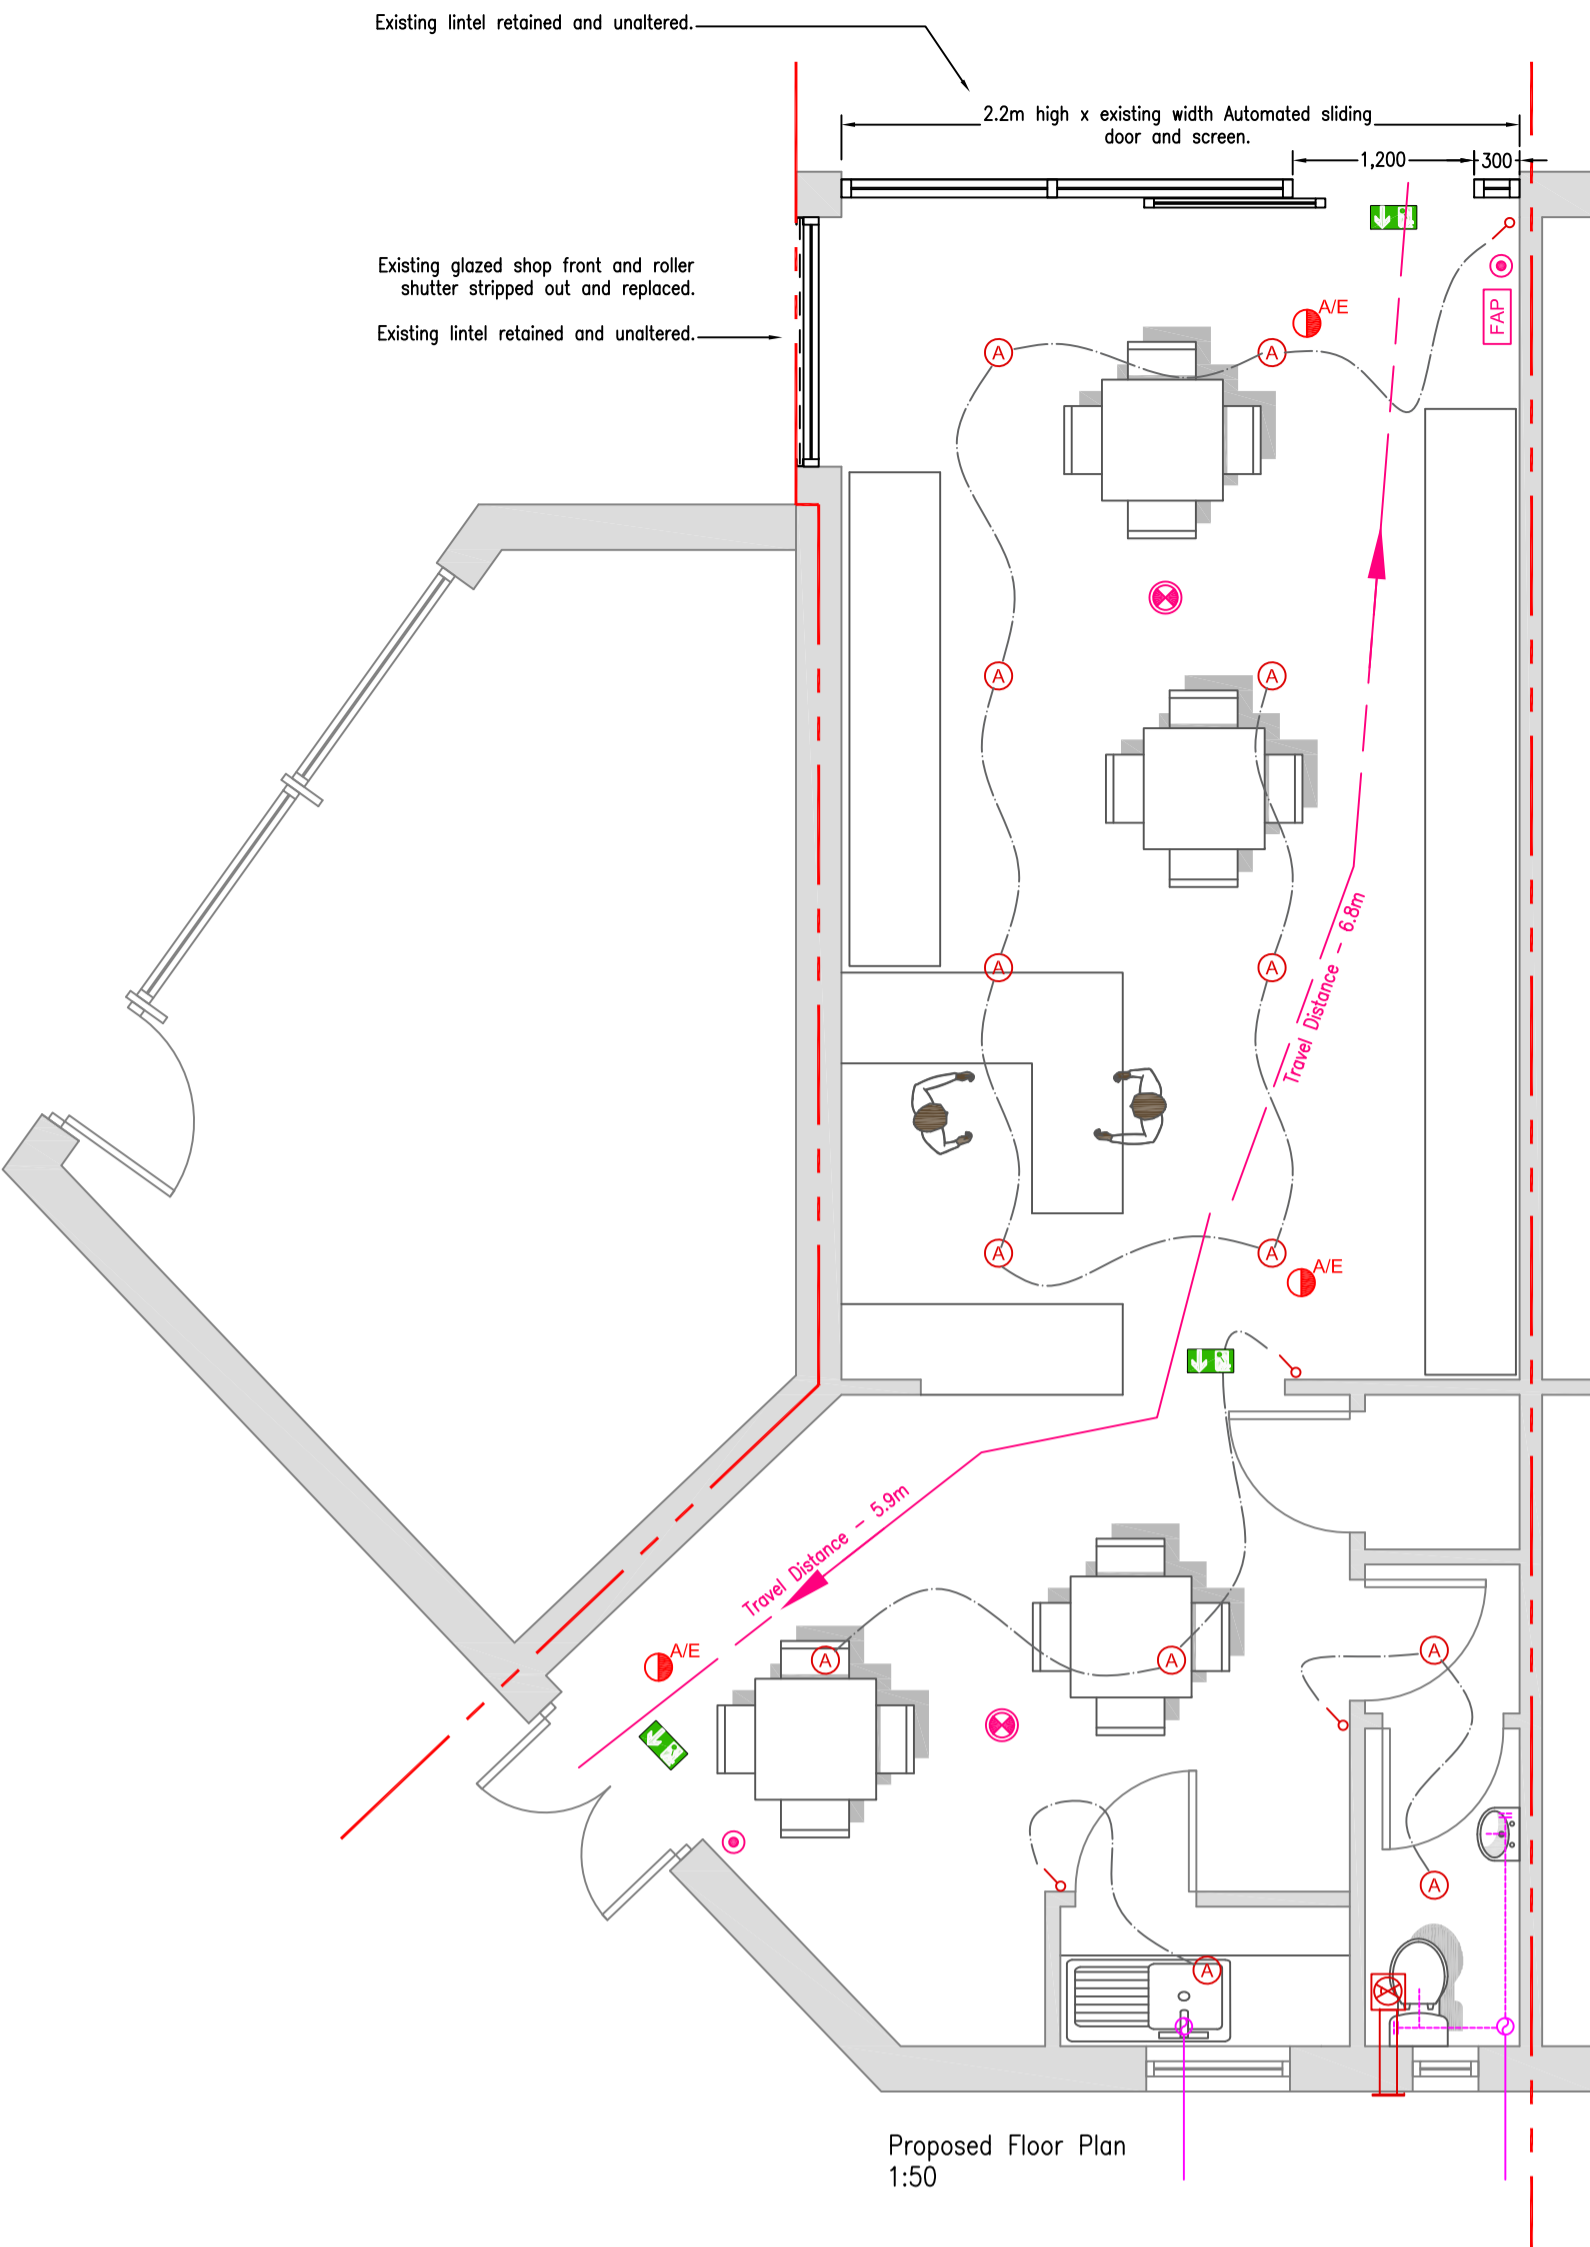 Existing lintel retained and unaltered.
2.2m high x existing width Automated sliding
door and screen.
1,200
300
Existing glazed shop front and roller
shutter stripped out and replaced.
Existing lintel retained and unaltered.
A/E
FAP
A
A
A
A
Travel Distance - 6.8m
A
A
A
A
A/E
Travel Distance - 5.9m
A/E
A
A
A
A
A
Proposed Floor Plan
1:50